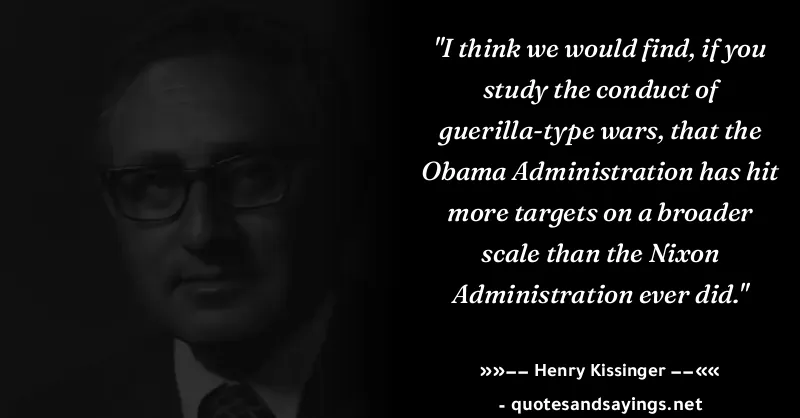 "I think we would find, if you
study the conduct of
guerilla-type wars, that the
Obama Administration has hit
more targets on a broader
scale than the Nixon
Administration ever did."
»»—— Henry Kissinger ——««
- quotesandsayings.net